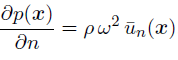 ∂p(x)/∂n = ρ ω² ū_n(x)